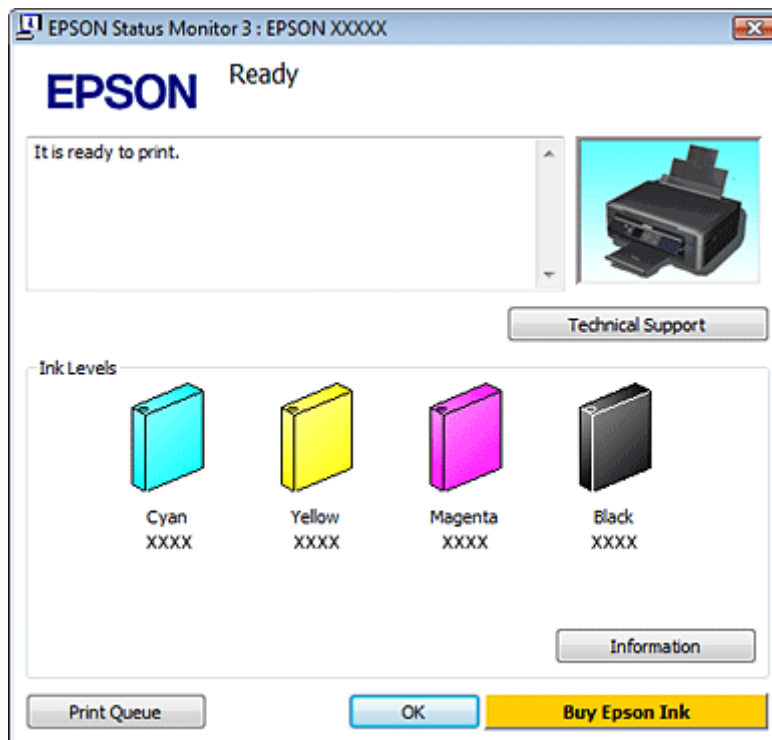 EPSON Status Monitor 3 : EPSON XXXXX
EPSON
Ready
It is ready to print.
Technical Support
Ink Levels
Cyan Yellow Magenta Black
XXXX XXXX XXXX XXXX
Information
Print Queue OK Buy Epson Ink